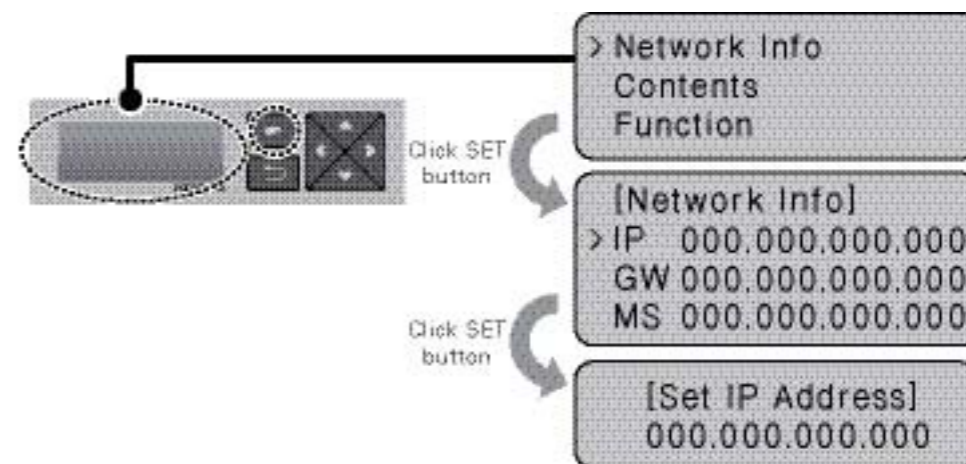 > Network Info
Contents
Function
Click SET
button
[Network Info]
> IP 000.000.000.000
GW 000.000.000.000
MS 000.000.000.000
Click SET
button
[Set IP Address]
000.000.000.000